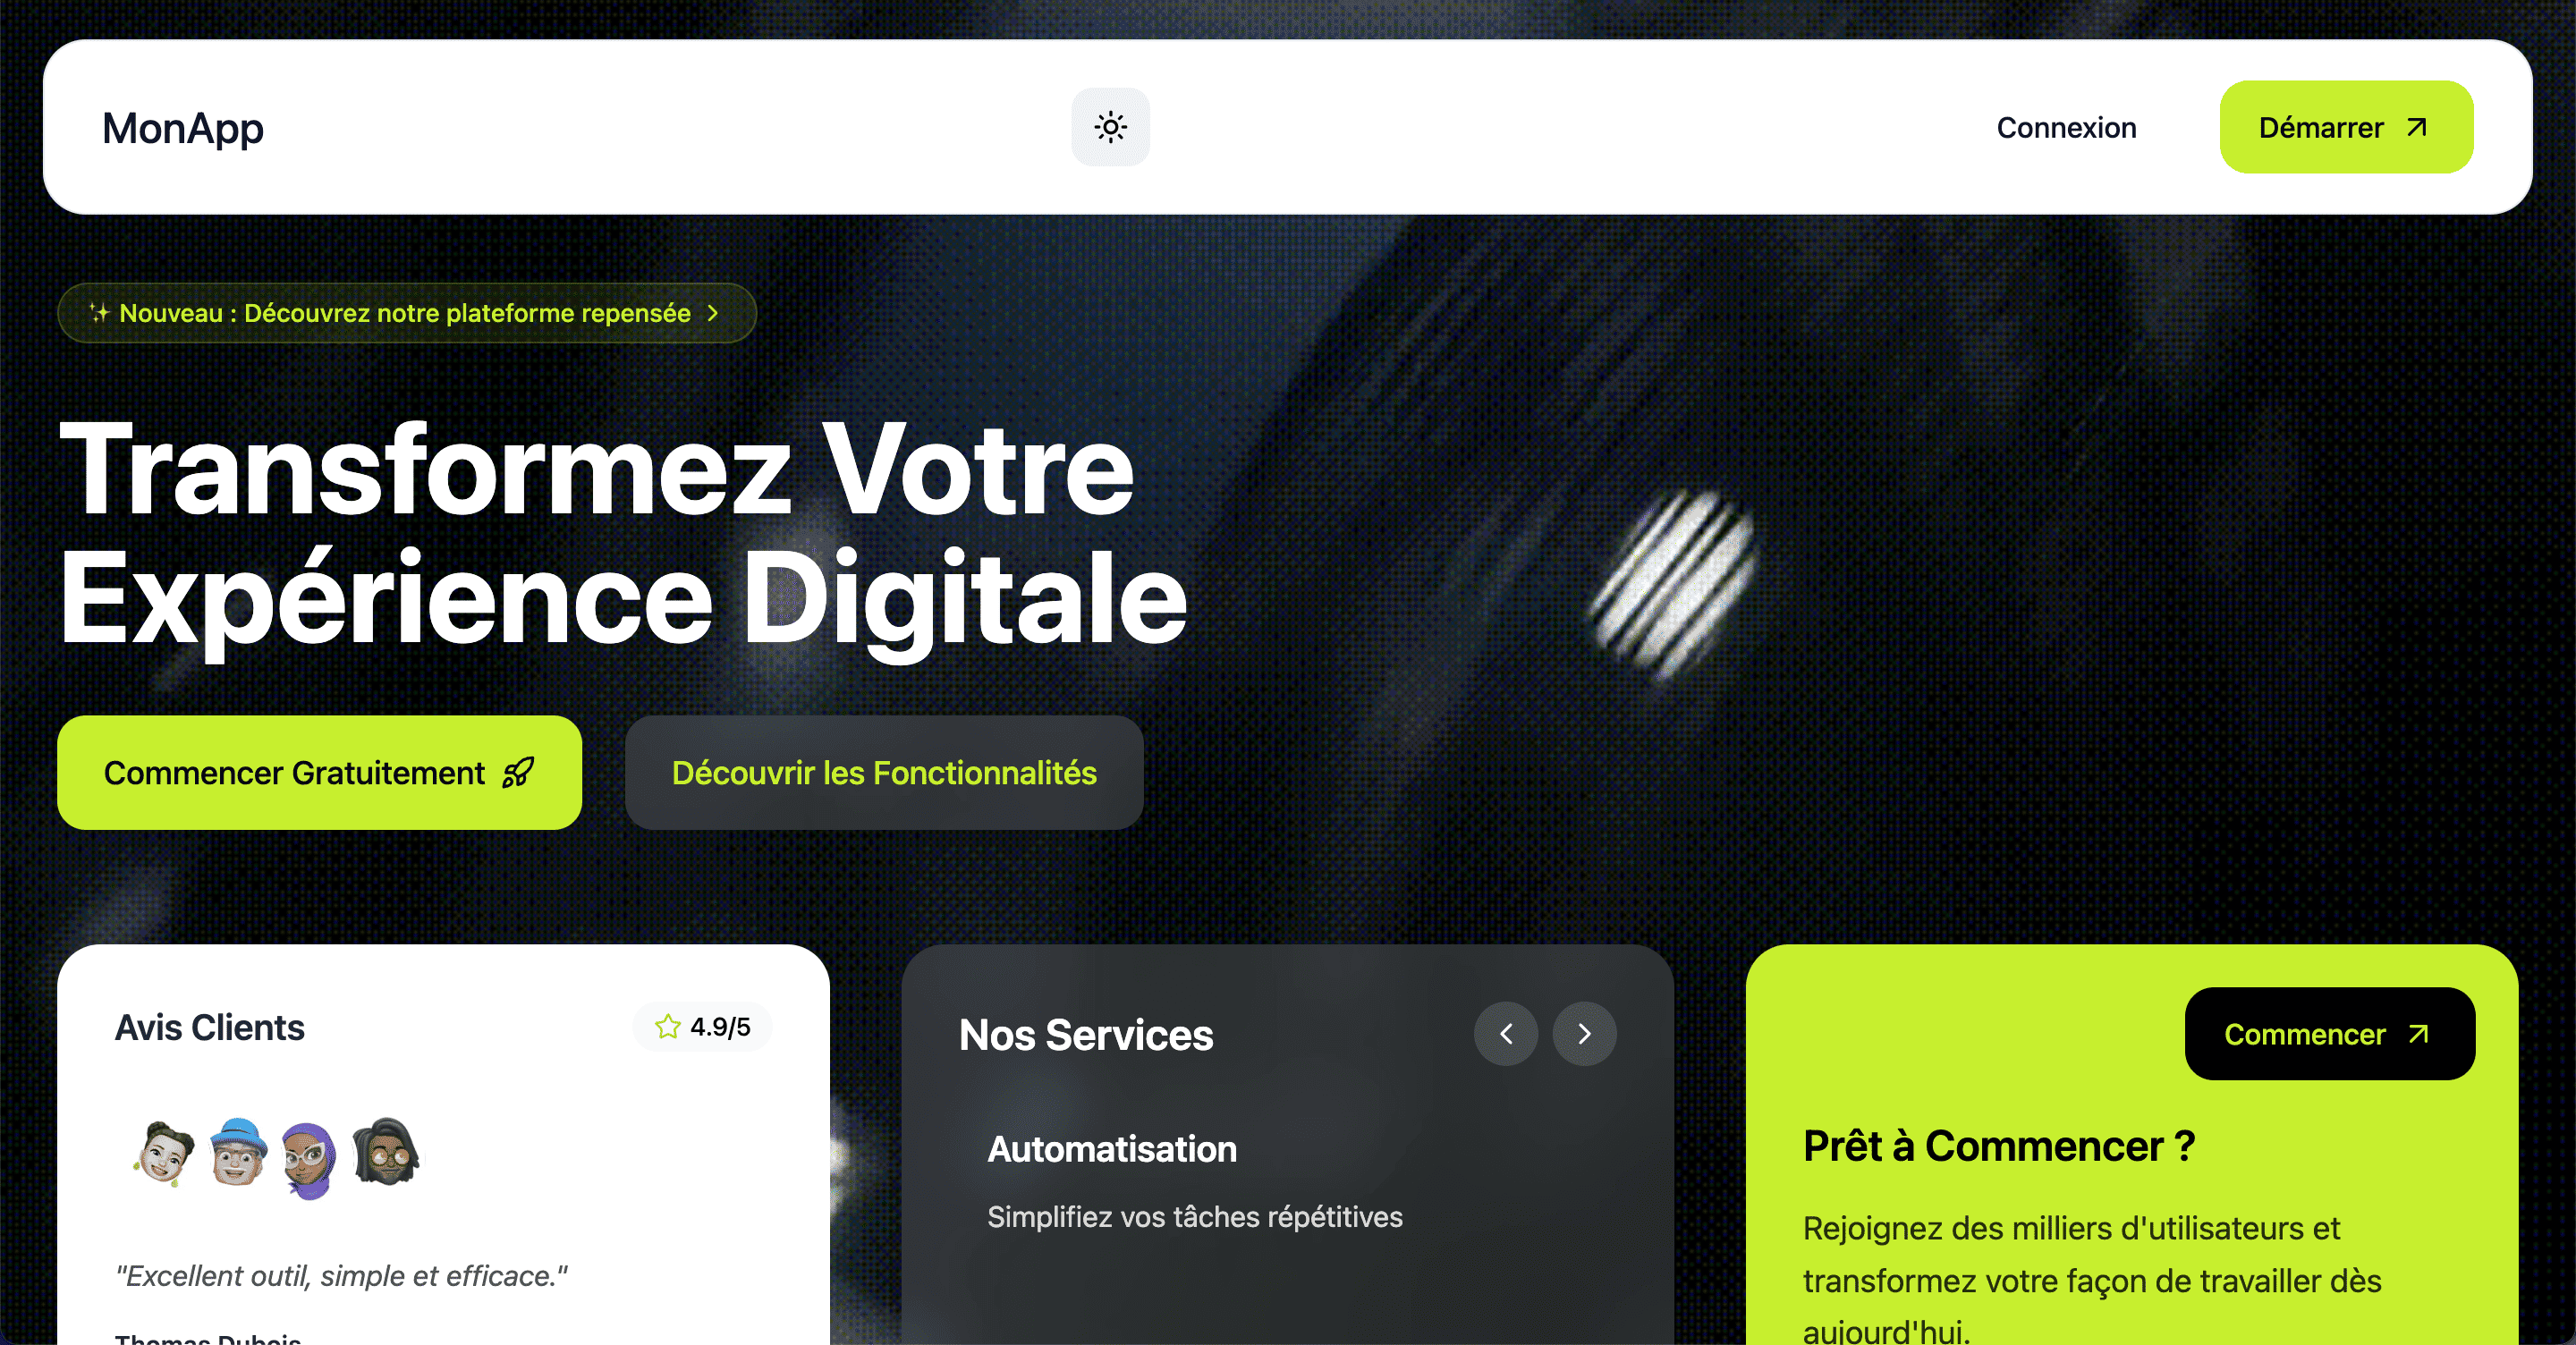 MonApp
Connexion
Démarrer
✨ Nouveau : Découvrez notre plateforme repensée
Transformez Votre
Expérience Digitale
Commencer Gratuitement
Découvrir les Fonctionnalités
Avis Clients
4.9/5
"Excellent outil, simple et efficace."
Thomas Dubois
Nos Services
Automatisation
Simplifiez vos tâches répétitives
Commencer
Prêt à Commencer ?
Rejoignez des milliers d'utilisateurs et
transformez votre façon de travailler dès
aujourd'hui.